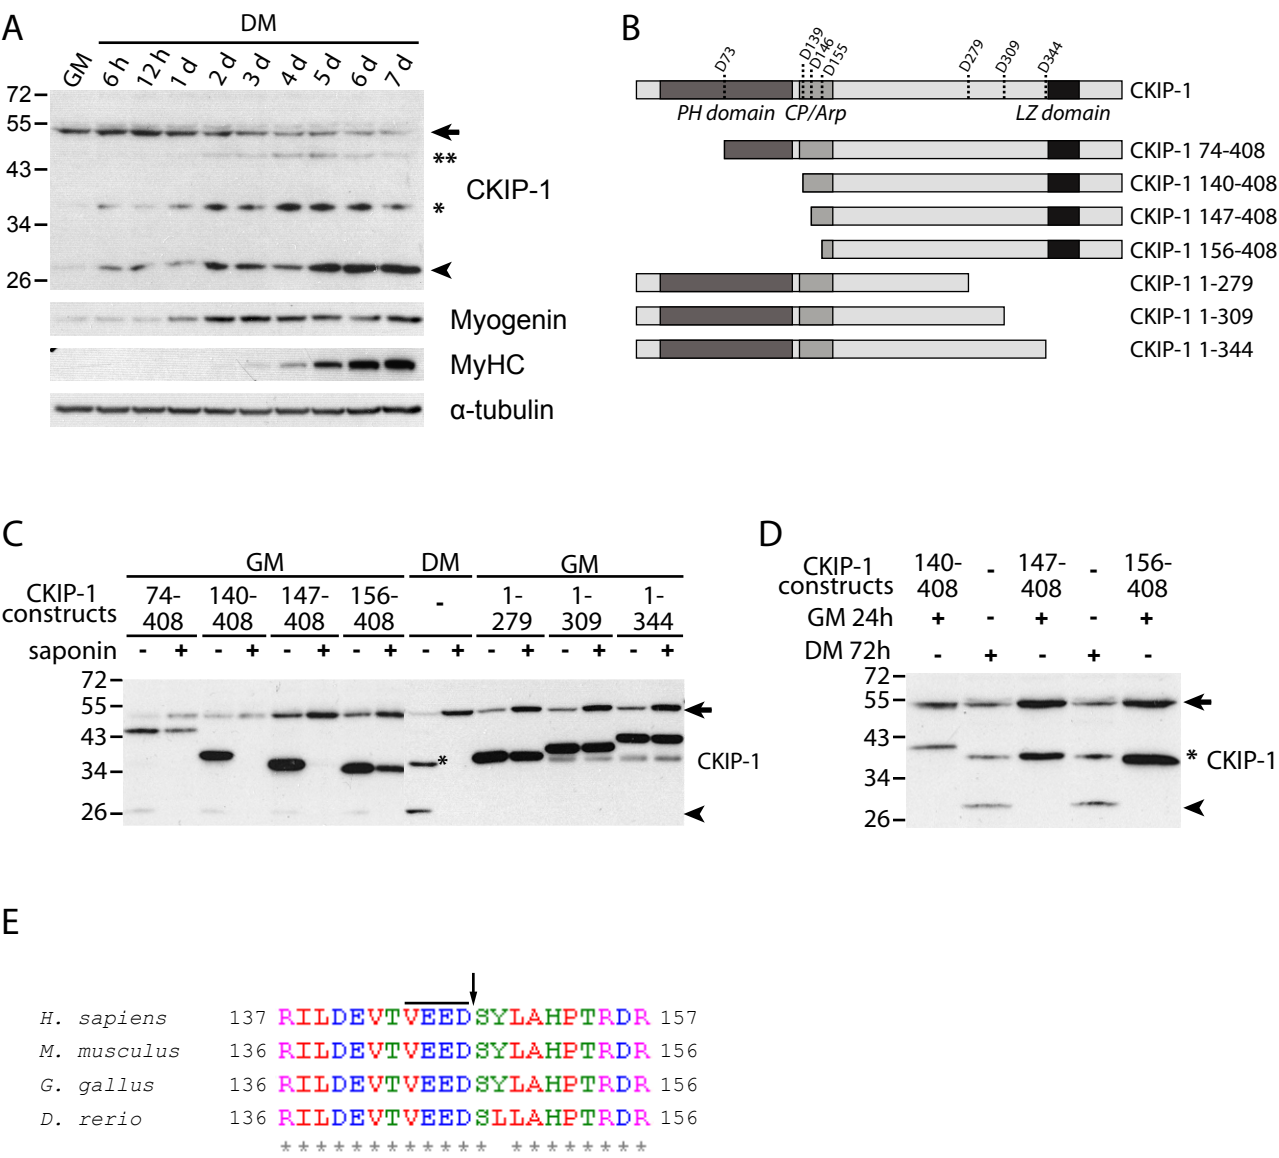 A
DM
GM 6 h 12 h 1 d 2 d 3 d 4 d 5 d 6 d 7 d
72
55
43
34
26
**
*
CKIP-1
Myogenin
MyHC
α-tubulin
B
D73 D139 D146 D155 D279 D309 D344
CKIP-1
PH domain CP/Arp LZ domain
CKIP-1 74-408
CKIP-1 140-408
CKIP-1 147-408
CKIP-1 156-408
CKIP-1 1-279
CKIP-1 1-309
CKIP-1 1-344
C
GM DM GM
CKIP-1 constructs
74-408 140-408 147-408 156-408 - 1-279 1-309 1-344
saponin - + - + - + - + - + - + - + - +
72
55
43
34
26
*
CKIP-1
D
CKIP-1 constructs
140-408 - 147-408 - 156-408
GM 24h + - + - +
DM 72h - + - + -
72
55
43
34
26
* CKIP-1
E
H. sapiens 137 RILDEVTVEEDSYLAHPTRDR 157
M. musculus 136 RILDEVTVEEDSYLAHPTRDR 156
G. gallus 136 RILDEVTVEEDSYLAHPTRDR 156
D. rerio 136 RILDEVTVEEDSLLAHPTRDR 156
************ ********